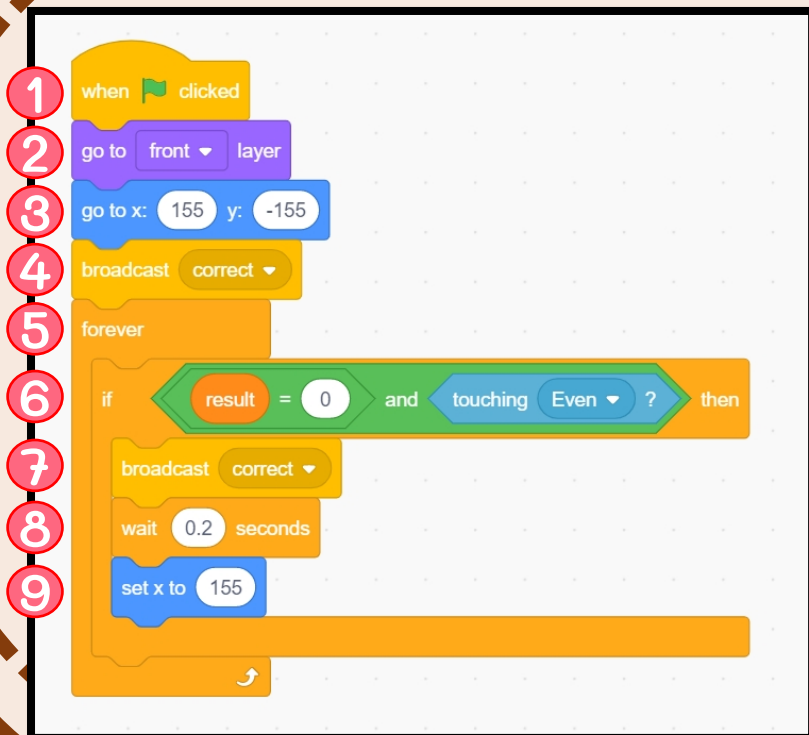 1 when clicked
2 go to front layer
3 go to x: 155 y: -155
4 broadcast correct
5 forever
6 if result = 0 and touching Even ? then
7 broadcast correct
8 wait 0.2 seconds
9 set x to 155